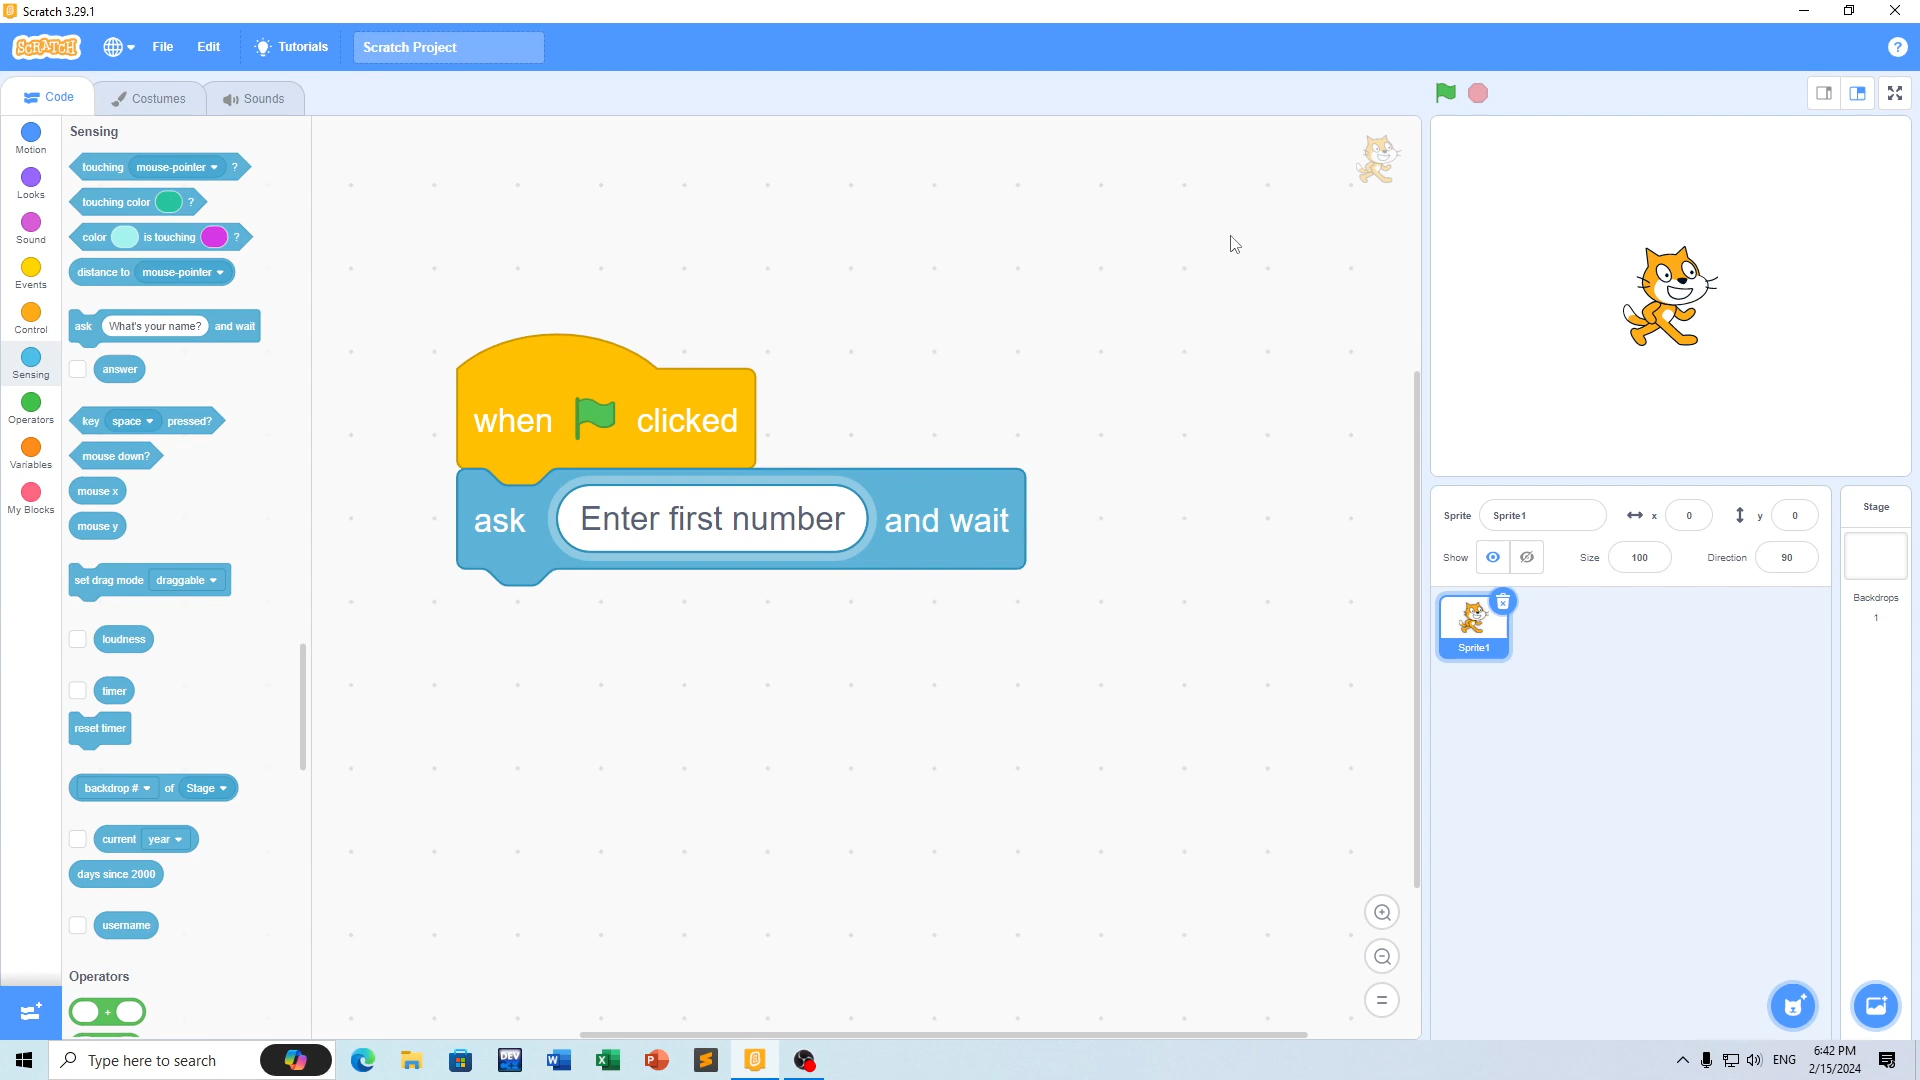 Scratch 3.29.1
SCRATCH File Edit Tutorials Scratch Project ?
Code Costumes Sounds
Motion
Looks
Sound
Events
Control
Sensing
Operators
Variables
My Blocks
Sensing
touching mouse-pointer ?
touching color ?
color is touching ?
distance to mouse-pointer
ask What's your name? and wait
answer
key space pressed?
mouse down?
mouse x
mouse y
set drag mode draggable
loudness
timer
reset timer
backdrop # of Stage
current year
days since 2000
username
Operators
+
when clicked
ask Enter first number and wait
Sprite Sprite1 x 0 y 0
Show Size 100 Direction 90
Sprite1
Stage
Backdrops
1
Type here to search
DEV
ENG
6:42 PM
2/15/2024